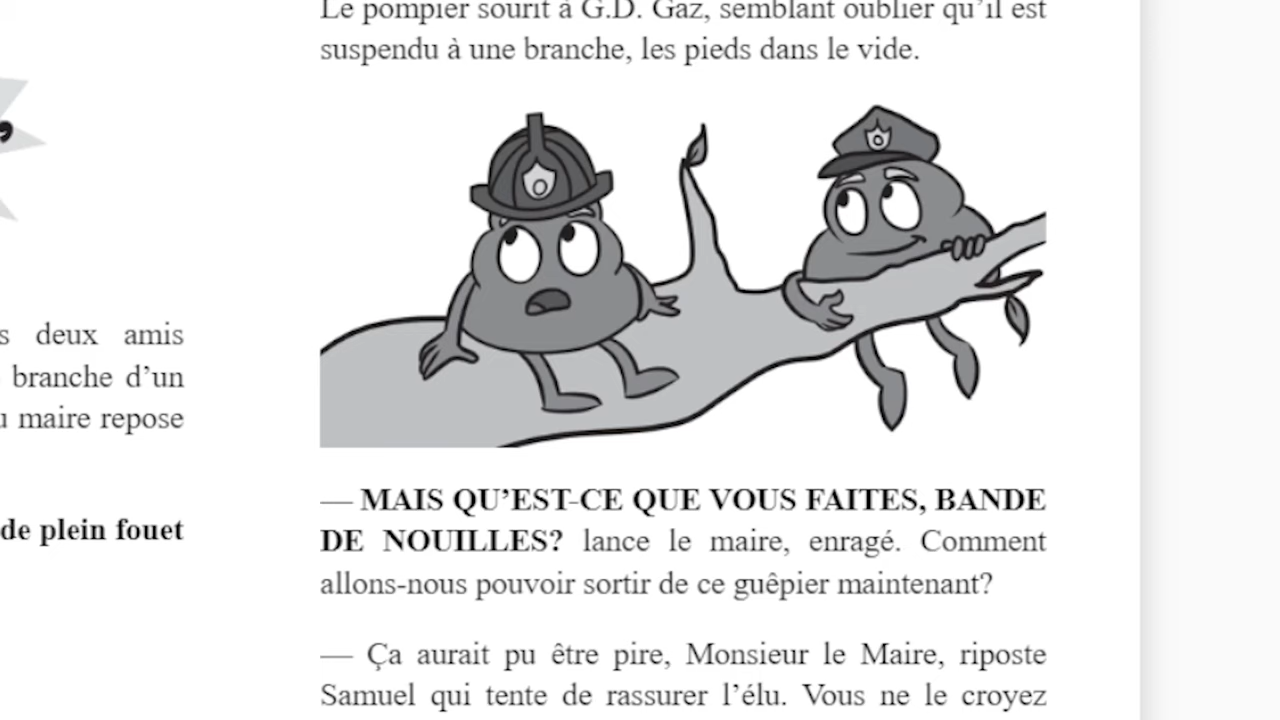 s deux amis
branche d'un
u maire repose
de plein fouet
Le pompier sourit à G.D. Gaz, semblant oublier qu'il est
suspendu à une branche, les pieds dans le vide.
— MAIS QU'EST-CE QUE VOUS FAITES, BANDE
DE NOUILLES? lance le maire, enragé. Comment
allons-nous pouvoir sortir de ce guêpier maintenant?
— Ça aurait pu être pire, Monsieur le Maire, riposte
Samuel qui tente de rassurer l'élu. Vous ne le croyez